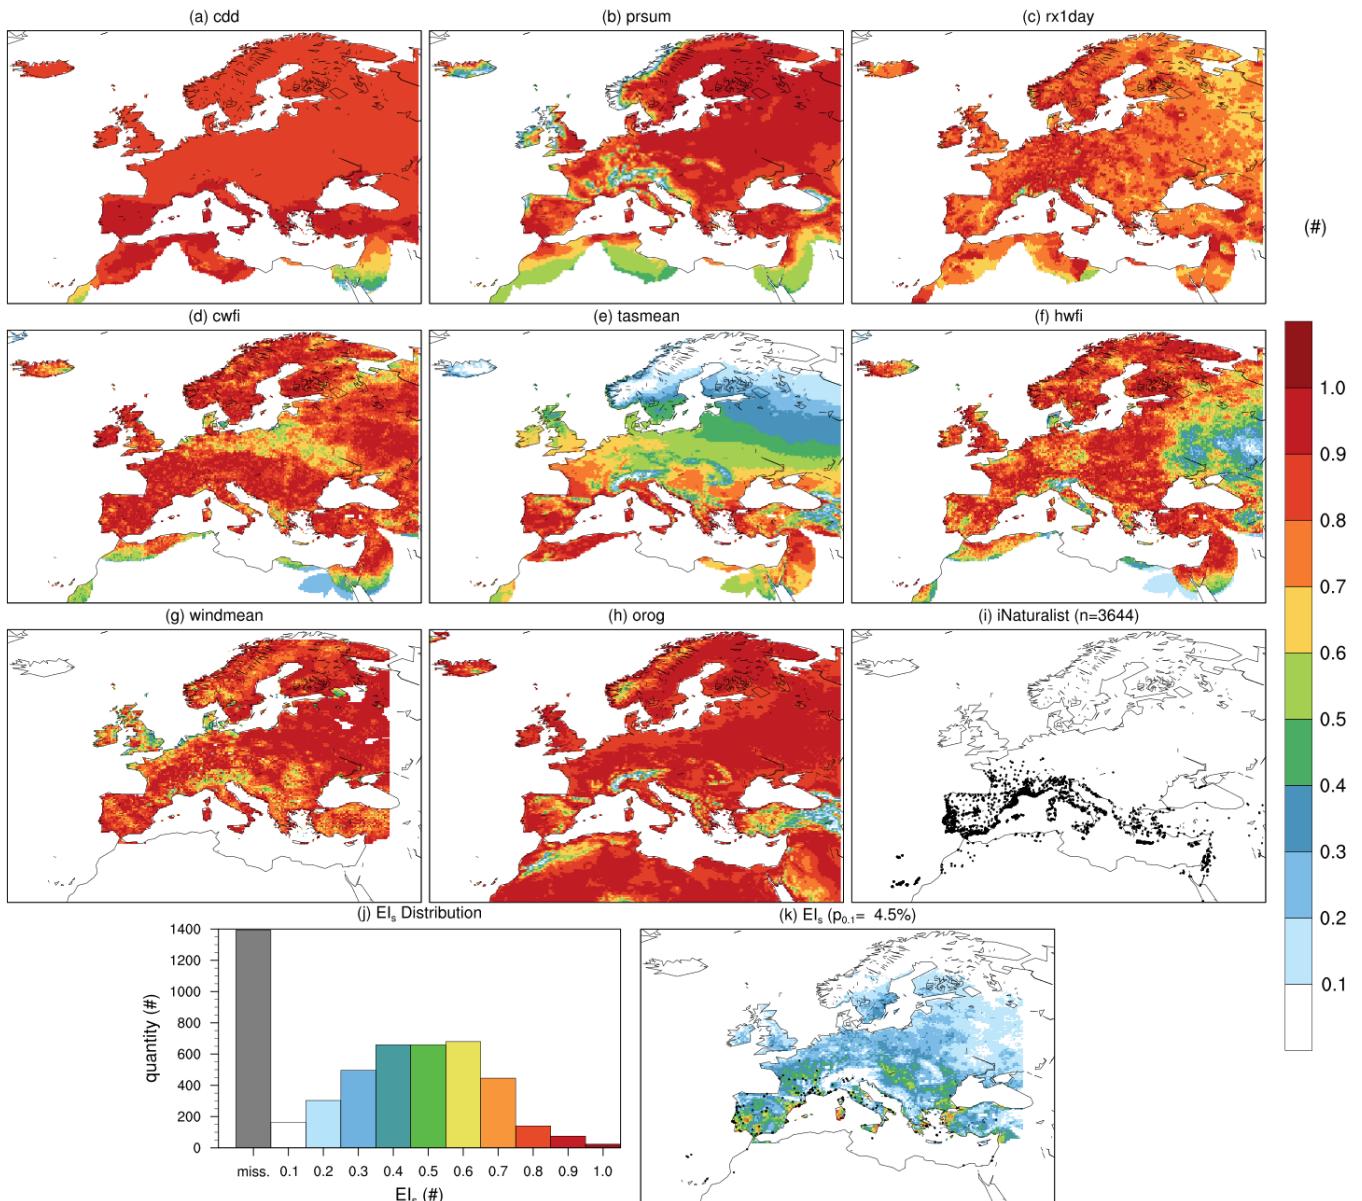 (a) cdd
(b) prsum
(c) rx1day
(#)
(d) cwfi
(e) tasmean
(f) hwfi
1.0
0.9
0.8
0.7
0.6
0.5
0.4
0.3
0.2
0.1
(g) windmean
(h) orog
(i) iNaturalist (n=3644)
(j) EIs Distribution
(k) EIs (p0.1= 4.5%)
quantity (#)
1400
1200
1000
800
600
400
200
0
miss. 0.1 0.2 0.3 0.4 0.5 0.6 0.7 0.8 0.9 1.0
EIs (#)